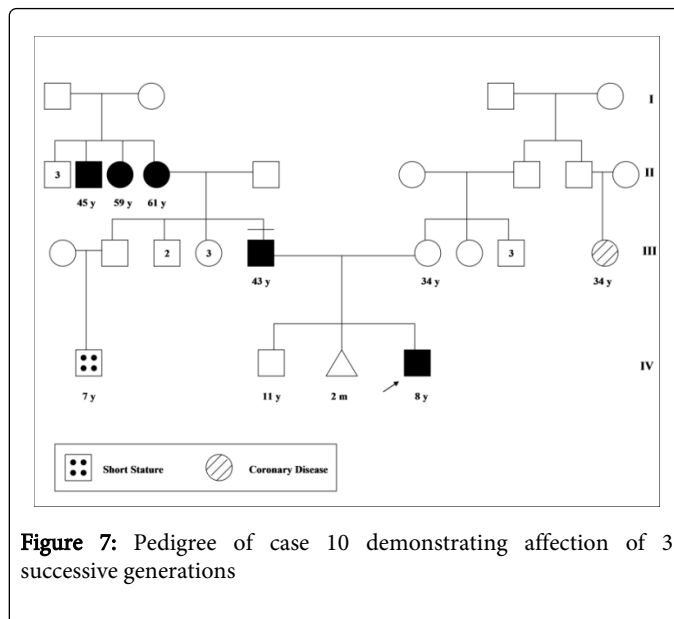 I
3
II
45 y 59 y 61 y
2 3 3
III
43 y 34 y 34 y
IV
7 y 11 y 2 m 8 y
Short Stature Coronary Disease
Figure 7: Pedigree of case 10 demonstrating affection of 3
successive generations